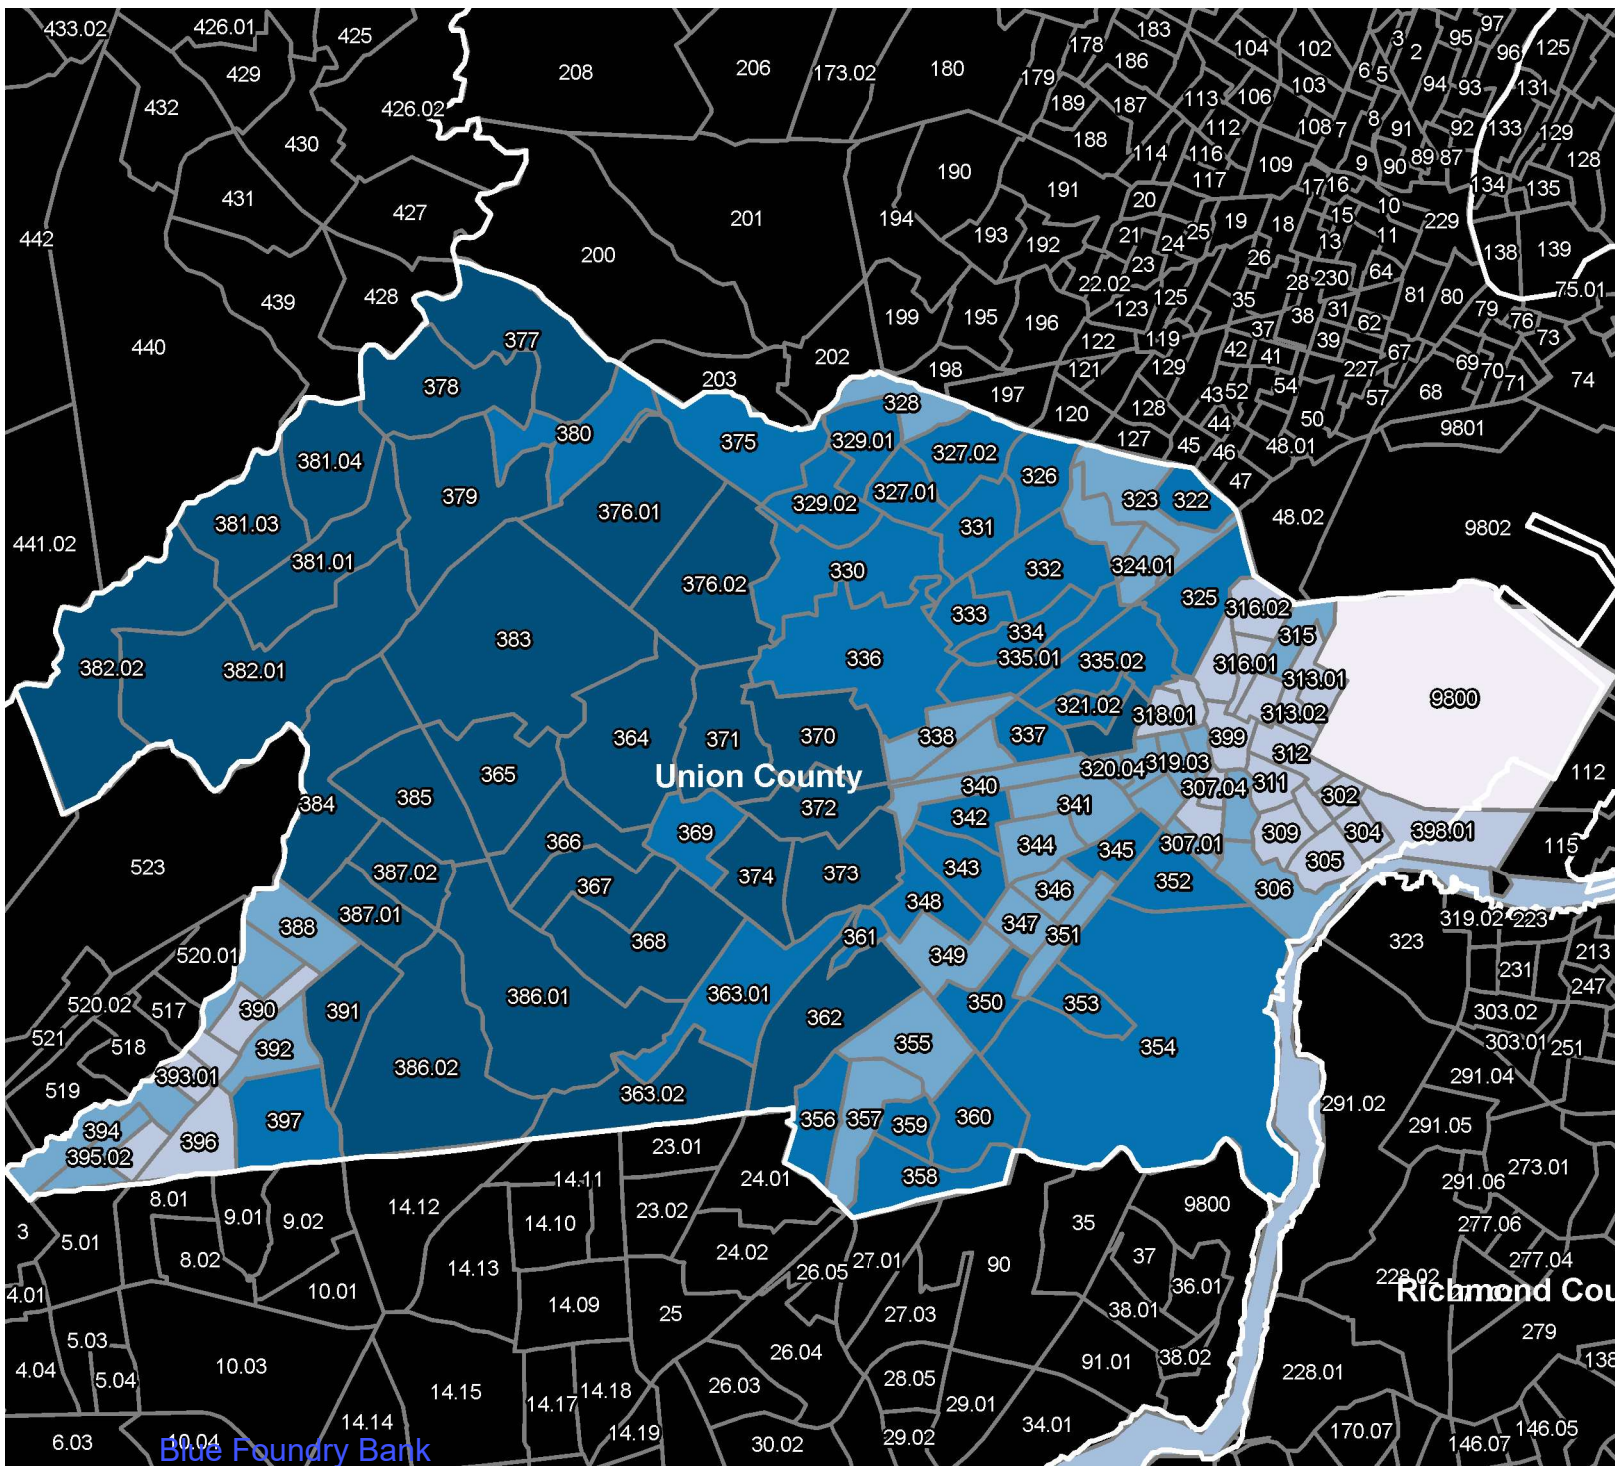 433.02 426.01 425 208 206 173.02 180 178 183 104 102 3 95 97
429 179 186 2 96 125
432 426.02 189 187 113 106 103 6 5 94 93 131
430 188 112 108 7 8 91 92 133 129
114 116 109 9 90 89 87 128
431 427 190 191 117 17 16 134 135
442 200 201 194 193 192 20 19 18 15 10 229
21 24 25 13 11 138 139
439 428 23 26 28 230 64 75.01
22.02 125 35 31 81 80 79
440 199 195 196 123 38 62 76 73
377 202 122 119 37 39 67
378 203 198 121 129 42 41 227 69 70 71 74
328 197 120 128 43 52 54 57 68
380 375 329.01 127 44 50 9801
381.04 327.02 326 45 46 48.01
379 376.01 329.02 327.01 323 322 47 48.02 9802
381.03 331
441.02 381.01 376.02 330 332 324.01 325
333 316.02
383 334 315
382.02 382.01 336 335.01 335.02 316.01 313.01 9800
321.02 318.01 313.02
364 371 370 338 337 399 312
365 Union County 340 320.04 319.03 307.04 311 112
384 385 372 342 341 302
366 369 344 345 307.01 309 304 398.01 115
523 387.02 367 374 373 343 346 352 305 306
387.01 348 347 351
388 368 361 349 323 319.02 223
520.01 213
520.02 517 390 386.01 363.01 350 353 231 247
521 518 391 362 303.02
392 355 354 303.01 251
519 393.01 386.02 363.02 291.04 291.02
394 397 356 357 359 360 291.05
395.02 396 23.01 358 273.01
8.01 14.11 24.01 291.06
3 5.01 9.01 9.02 14.12 14.10 23.02 35 9800 277.06
8.02 14.13 24.02 26.05 27.01 90 37 277.04
4.01 10.01 14.09 25 27.03 36.01 228.02
Richmond Cou
38.01 279
5.03 10.03 26.04 91.01 38.02 138
4.04 5.04 14.15 14.17 14.18 26.03 28.05 29.01 228.01
6.03 10.04 14.14 14.19 30.02 29.02 34.01 170.07 146.07 146.05
Blue Foundry Bank